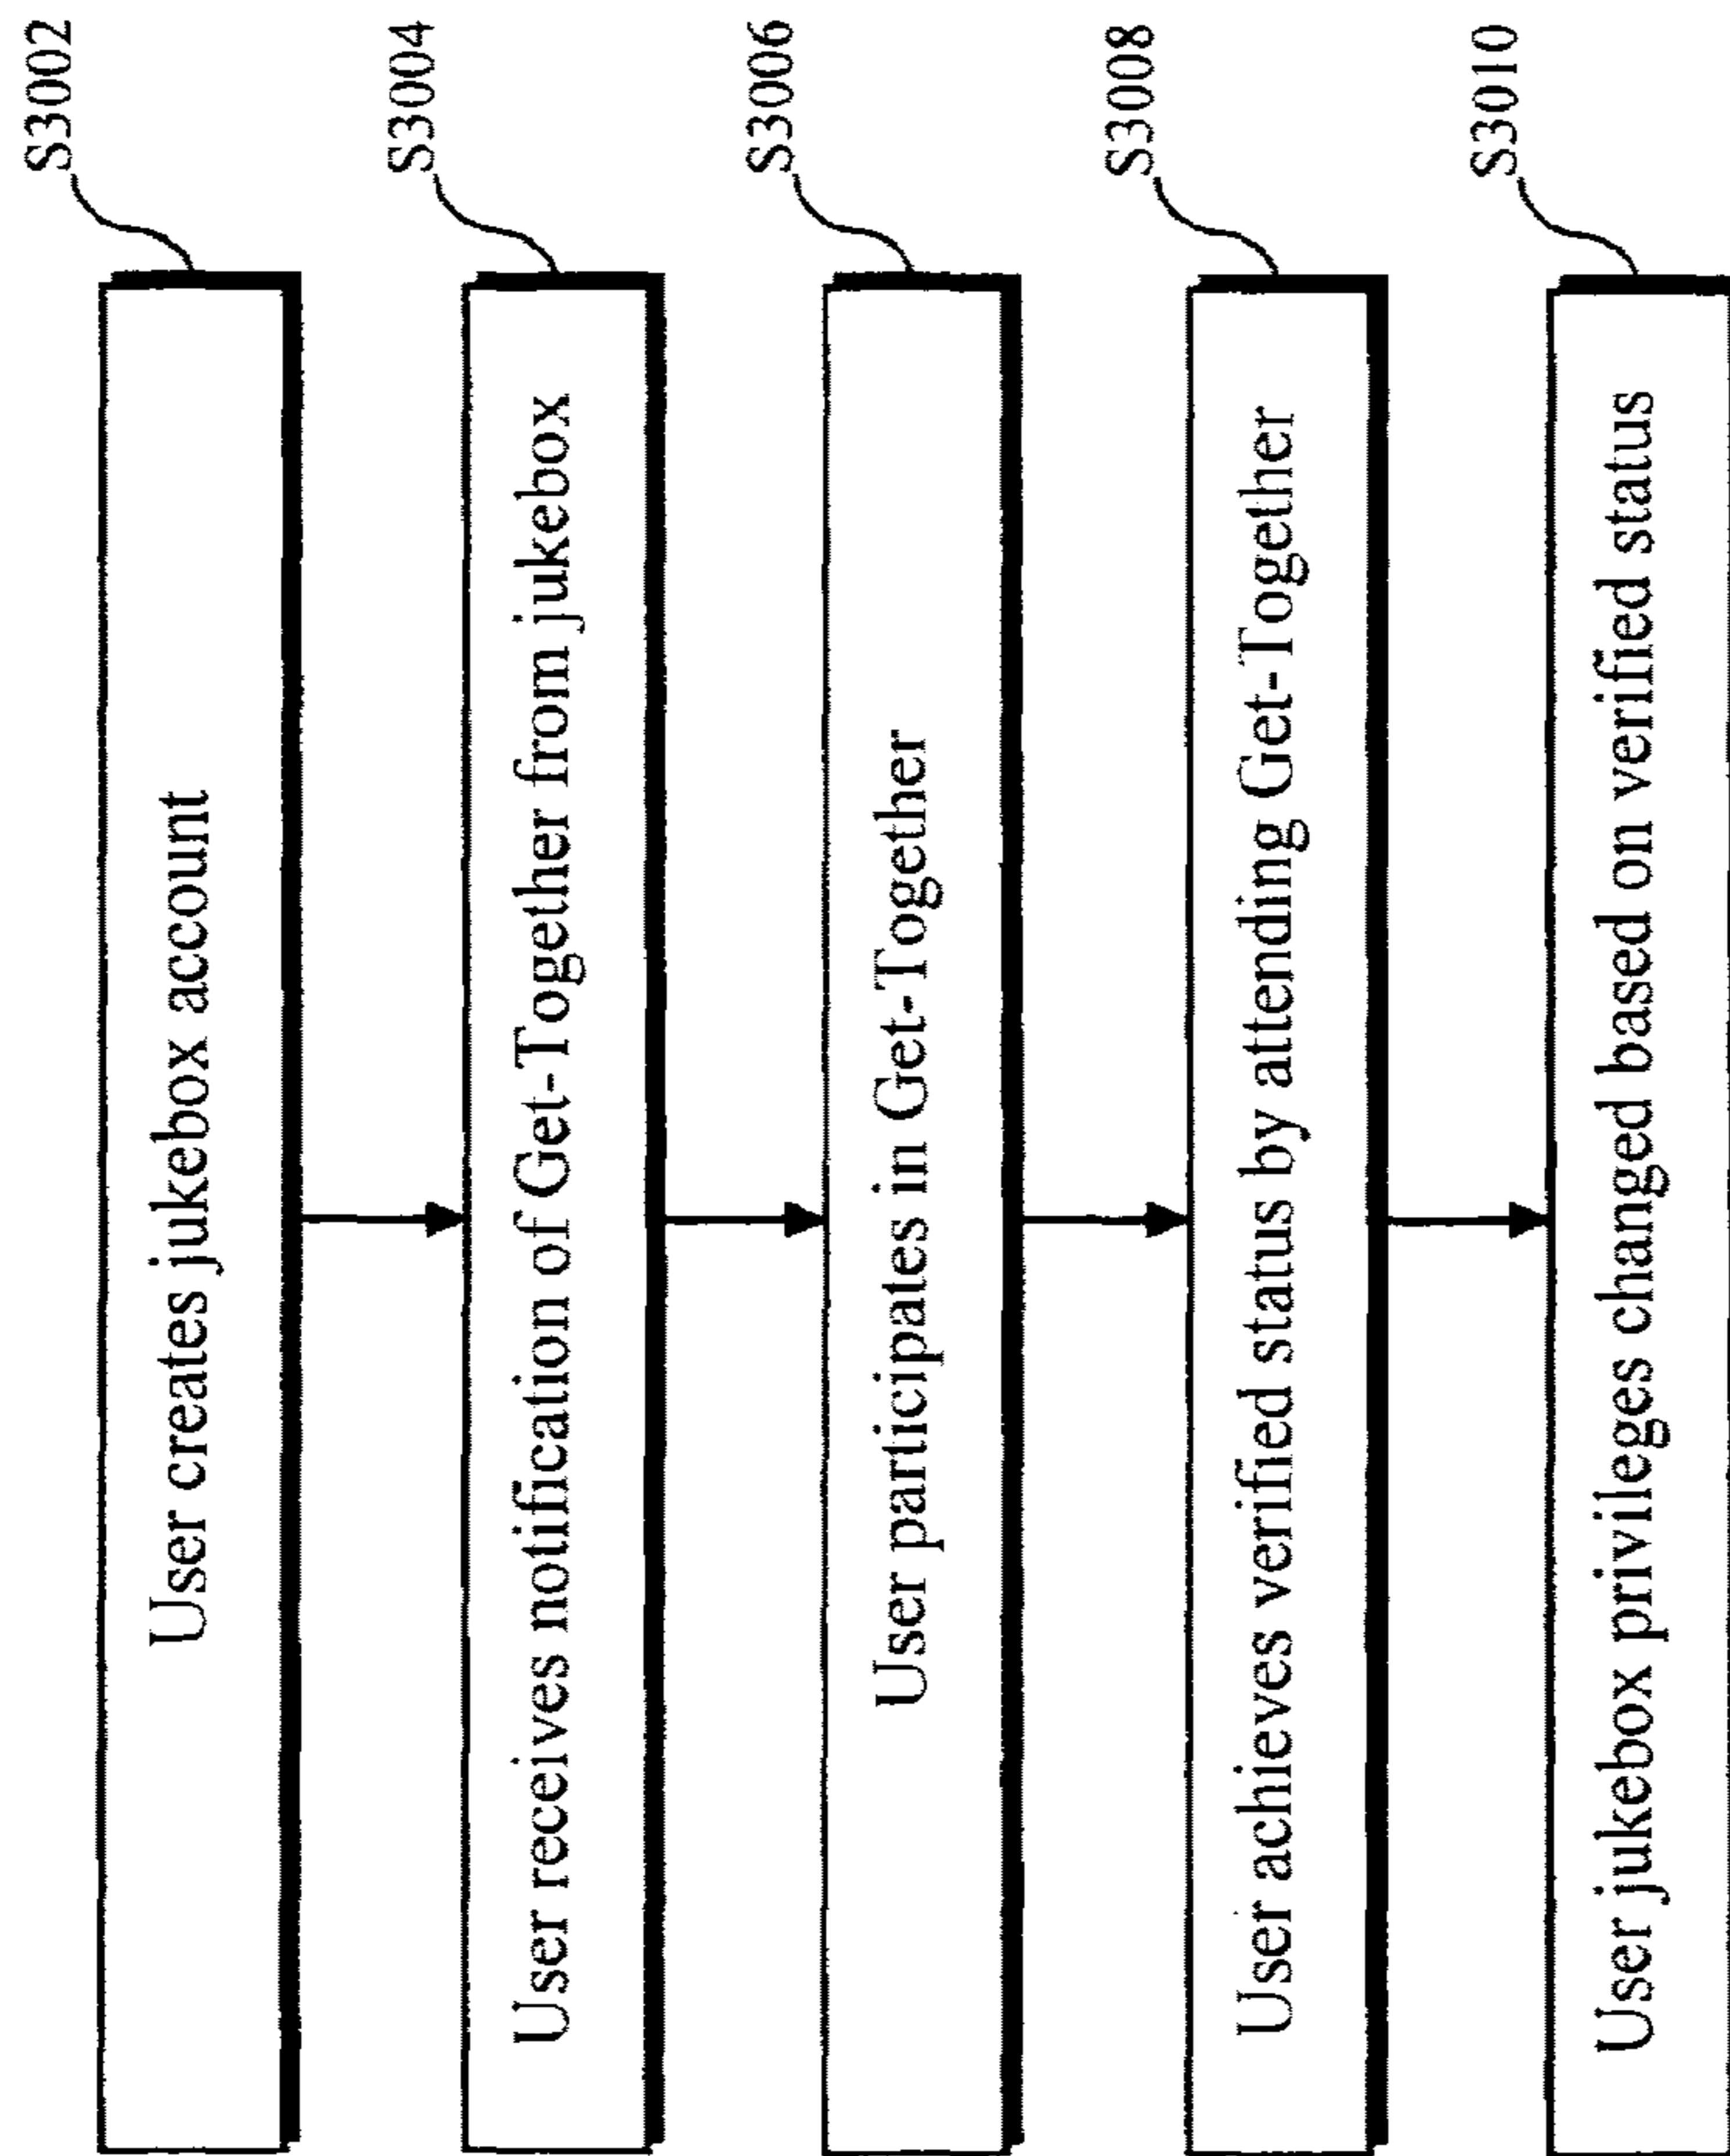 User creates jukebox account
S3002
User receives notification of Get-Together from jukebox
S3004
User participates in Get-Together
S3006
User achieves verified status by attending Get-Together
S3008
User jukebox privileges changed based on verified status
S3010